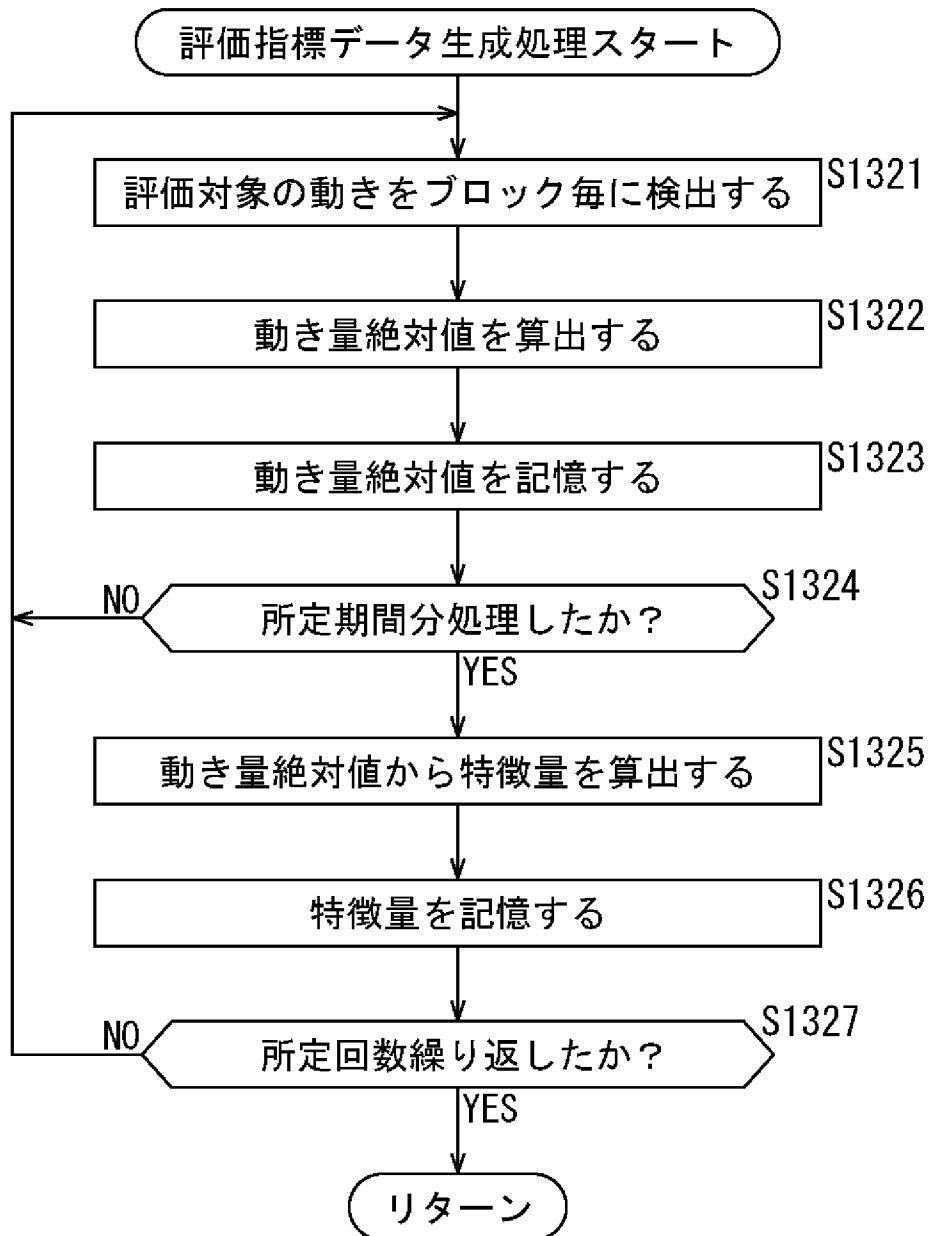 評価指標データ生成処理スタート
評価対象の動きをブロック毎に検出する
S1321
動き量絶対値を算出する
S1322
動き量絶対値を記憶する
S1323
所定期間分処理したか?
S1324
NO
YES
動き量絶対値から特徴量を算出する
S1325
特徴量を記憶する
S1326
所定回数繰り返したか?
S1327
NO
YES
リターン